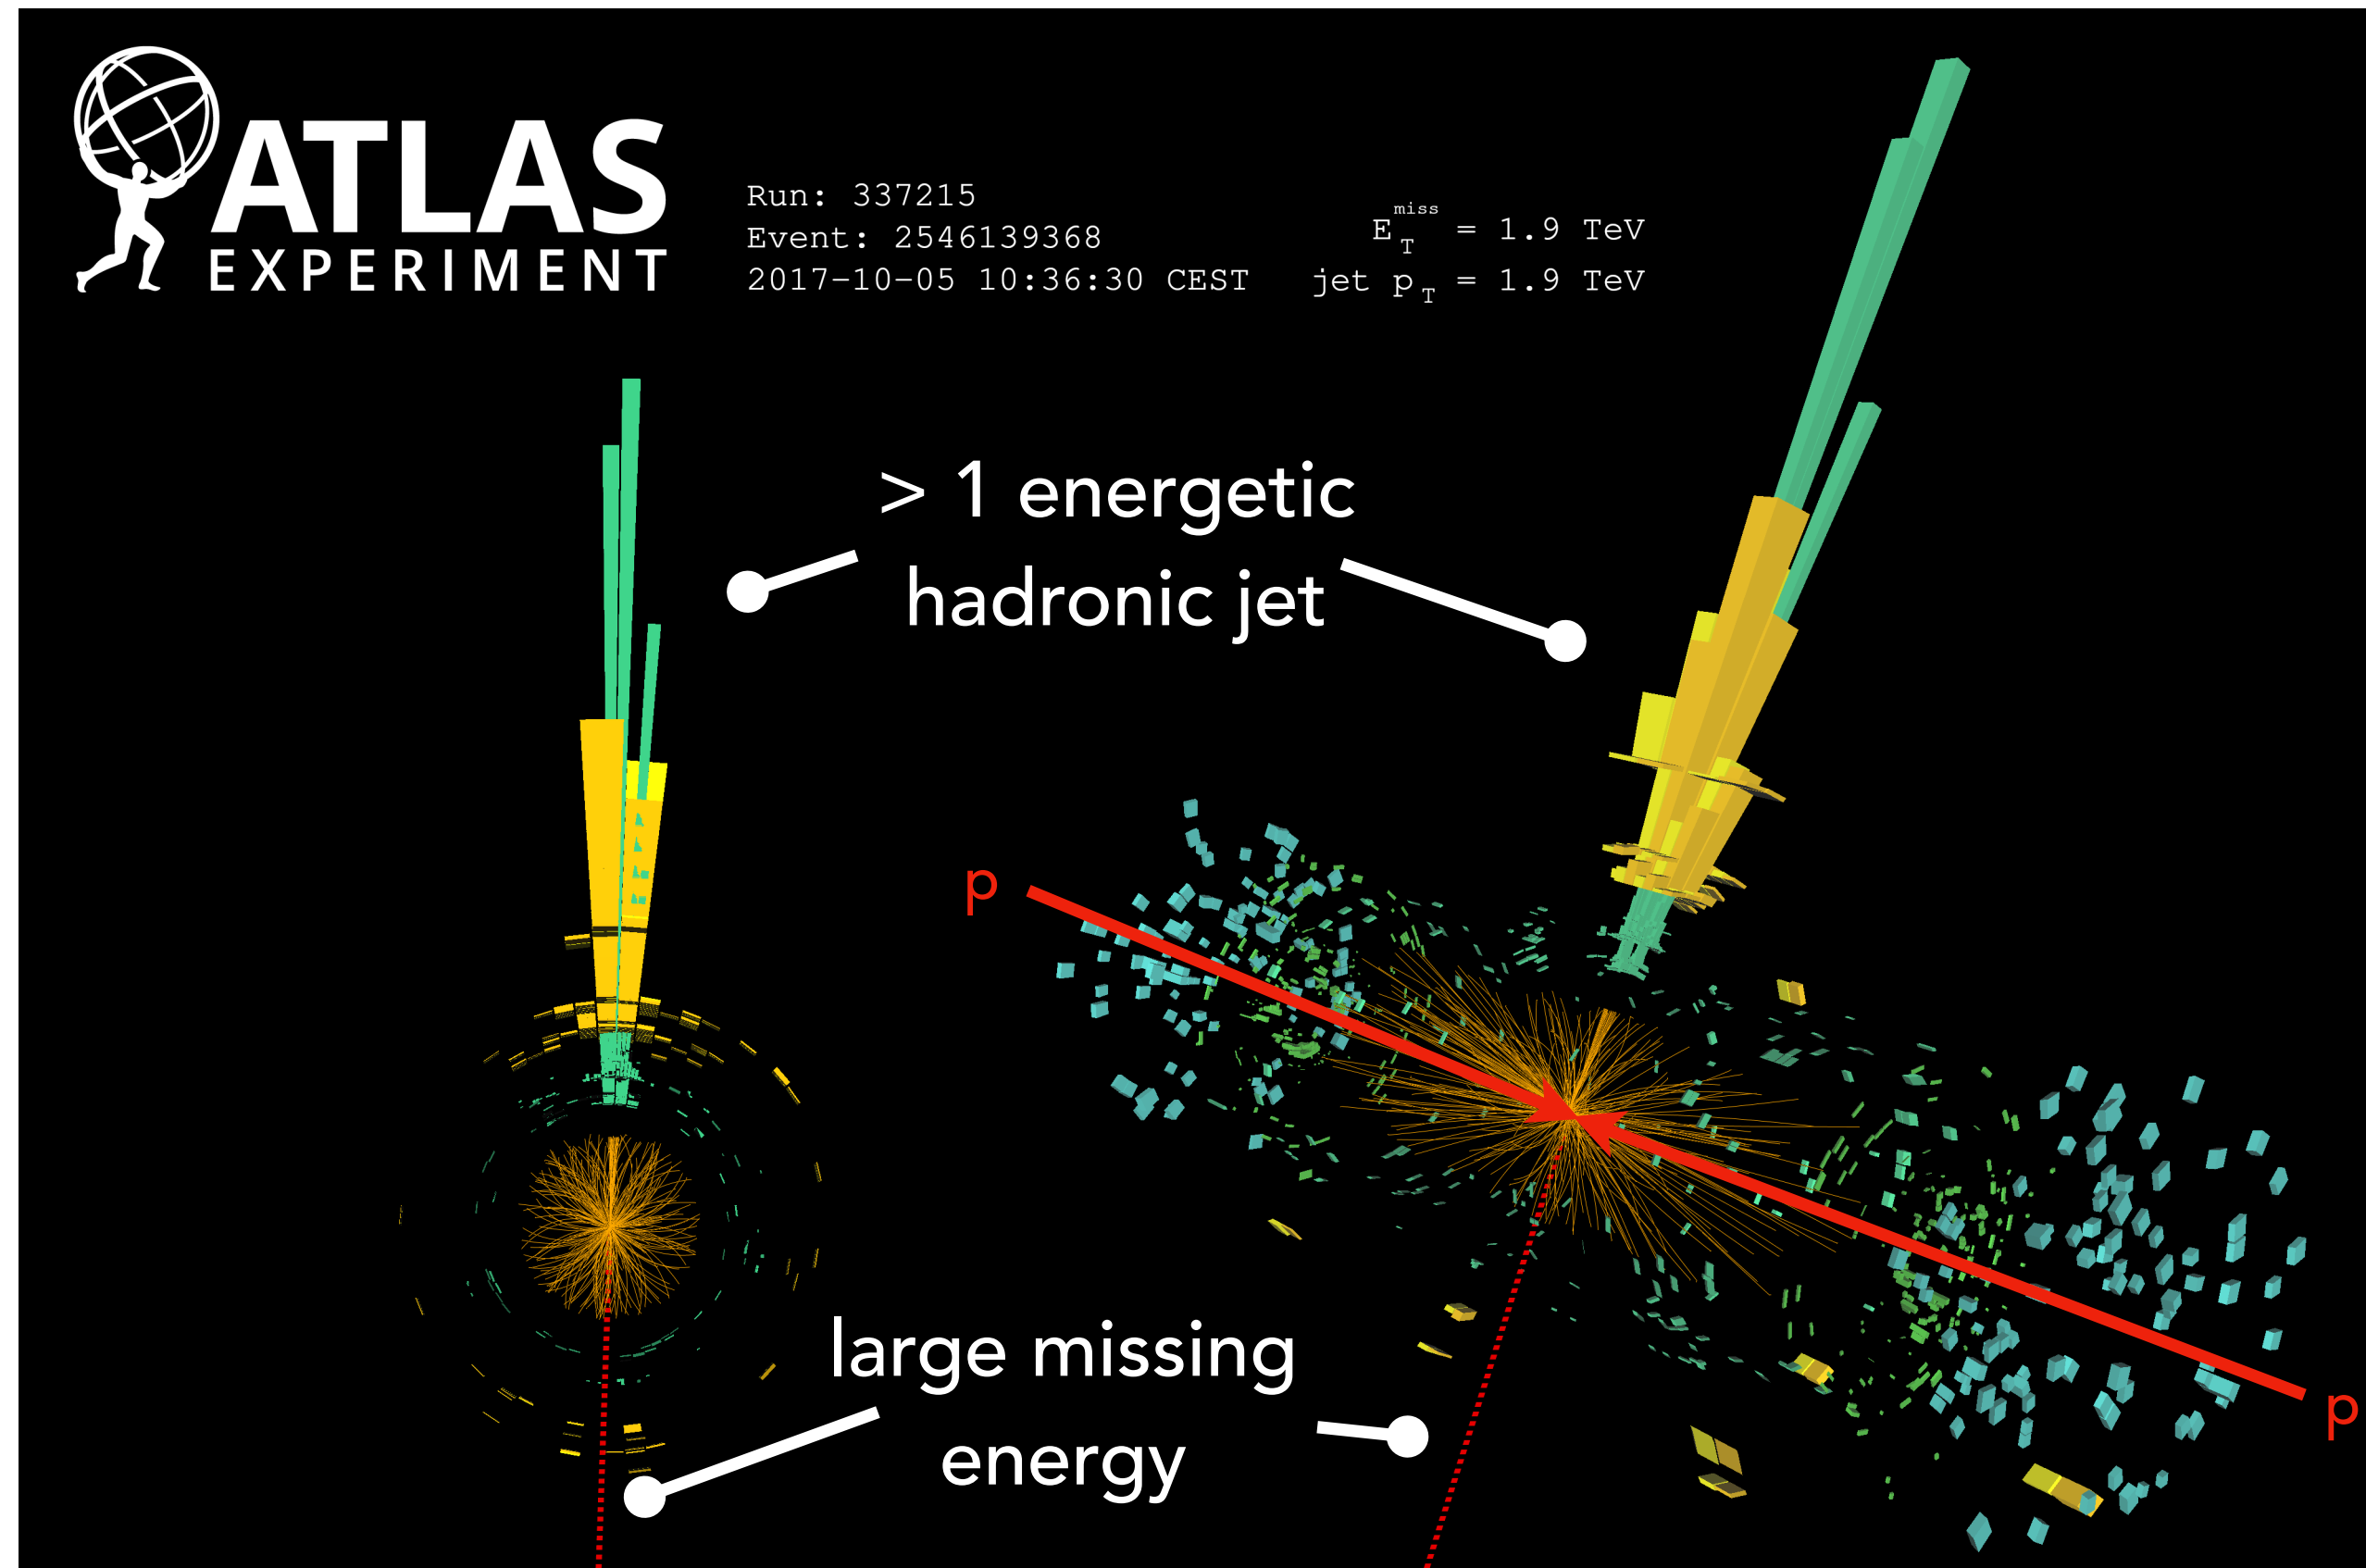 ATLAS
EXPERIMENT
Run: 337215
Event: 2546139368
2017-10-05 10:36:30 CEST
E_T^miss = 1.9 TeV
jet p_T = 1.9 TeV
> 1 energetic
hadronic jet
p
p
large missing
energy